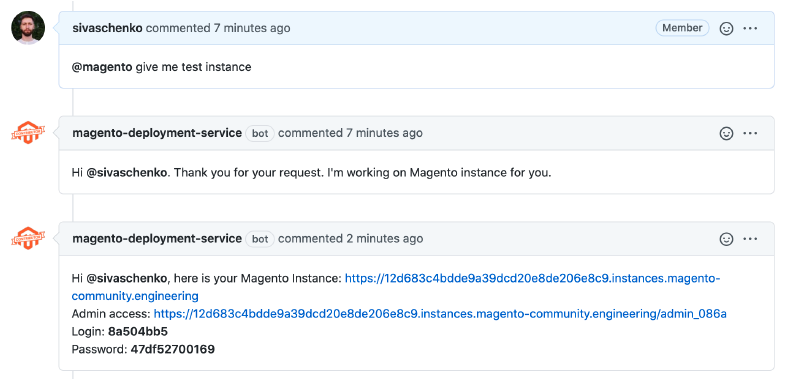 sivaschenko commented 7 minutes ago Member
@magento give me test instance
magento-deployment-service bot commented 7 minutes ago
Hi @sivaschenko. Thank you for your request. I'm working on Magento instance for you.
magento-deployment-service bot commented 2 minutes ago
Hi @sivaschenko, here is your Magento Instance: https://12d683c4bdde9a39dcd20e8de206e8c9.instances.magento-
community.engineering
Admin access: https://12d683c4bdde9a39dcd20e8de206e8c9.instances.magento-community.engineering/admin_086a
Login: 8a504bb5
Password: 47df52700169